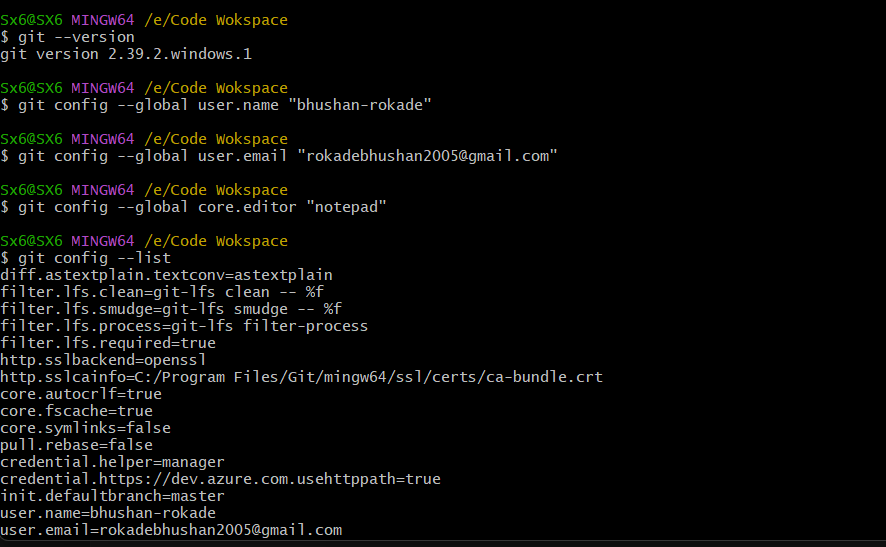 Sx6@SX6 MINGW64 /e/Code Wokspace
$ git --version
git version 2.39.2.windows.1
Sx6@SX6 MINGW64 /e/Code Wokspace
$ git config --global user.name "bhushan-rokade"
Sx6@SX6 MINGW64 /e/Code Wokspace
$ git config --global user.email "rokadebhushan2005@gmail.com"
Sx6@SX6 MINGW64 /e/Code Wokspace
$ git config --global core.editor "notepad"
Sx6@SX6 MINGW64 /e/Code Wokspace
$ git config --list
diff.astextplain.textconv=astextplain
filter.lfs.clean=git-lfs clean -- %f
filter.lfs.smudge=git-lfs smudge -- %f
filter.lfs.process=git-lfs filter-process
filter.lfs.required=true
http.sslbackend=openssl
http.sslcainfo=C:/Program Files/Git/mingw64/ssl/certs/ca-bundle.crt
core.autocrlf=true
core.fscache=true
core.symlinks=false
pull.rebase=false
credential.helper=manager
credential.https://dev.azure.com.usehttppath=true
init.defaultbranch=master
user.name=bhushan-rokade
user.email=rokadebhushan2005@gmail.com